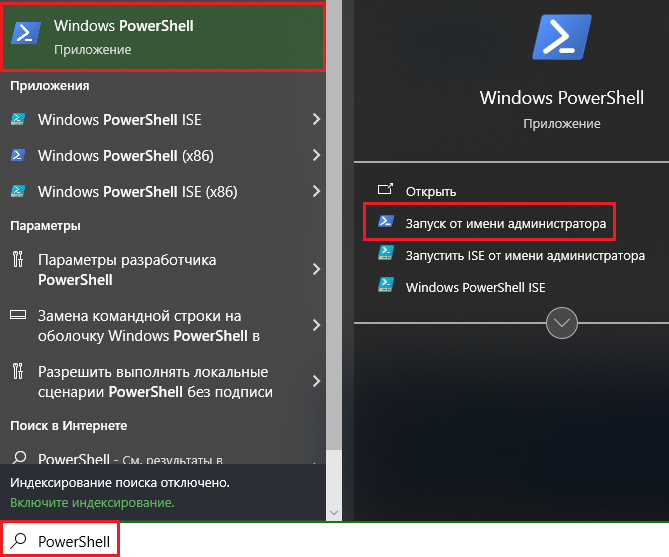 Windows PowerShell
Приложение
Приложения
Windows PowerShell ISE
Windows PowerShell (x86)
Windows PowerShell ISE (x86)
Параметры
Параметры разработчика
PowerShell
Замена командной строки на
оболочку Windows PowerShell в
Разрешить выполнять локальные
сценарии PowerShell без подписи
Поиск в Интернете
PowerShell - См. результаты в
Индексирование поиска отключено.
Включите индексирование.
PowerShell
Windows PowerShell
Приложение
Открыть
Запуск от имени администратора
Запустить ISE от имени администратора
Windows PowerShell ISE